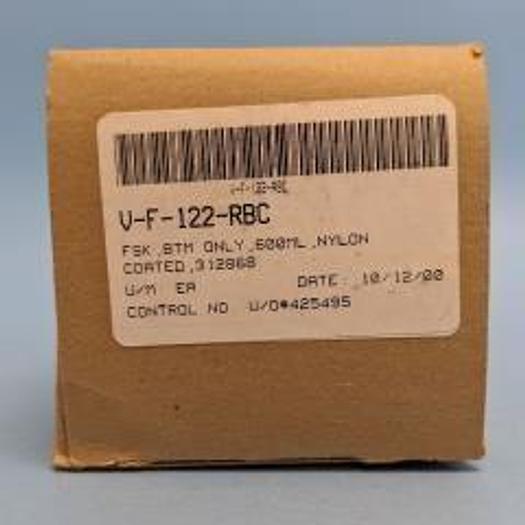 V-F-122-RBC
V-F-122-RBC
FSK ,BTM ONLY ,600ML ,NYLON
COATED ,312868
U/M EA DATE: 10/12/00
CONTROL NO W/O#425495